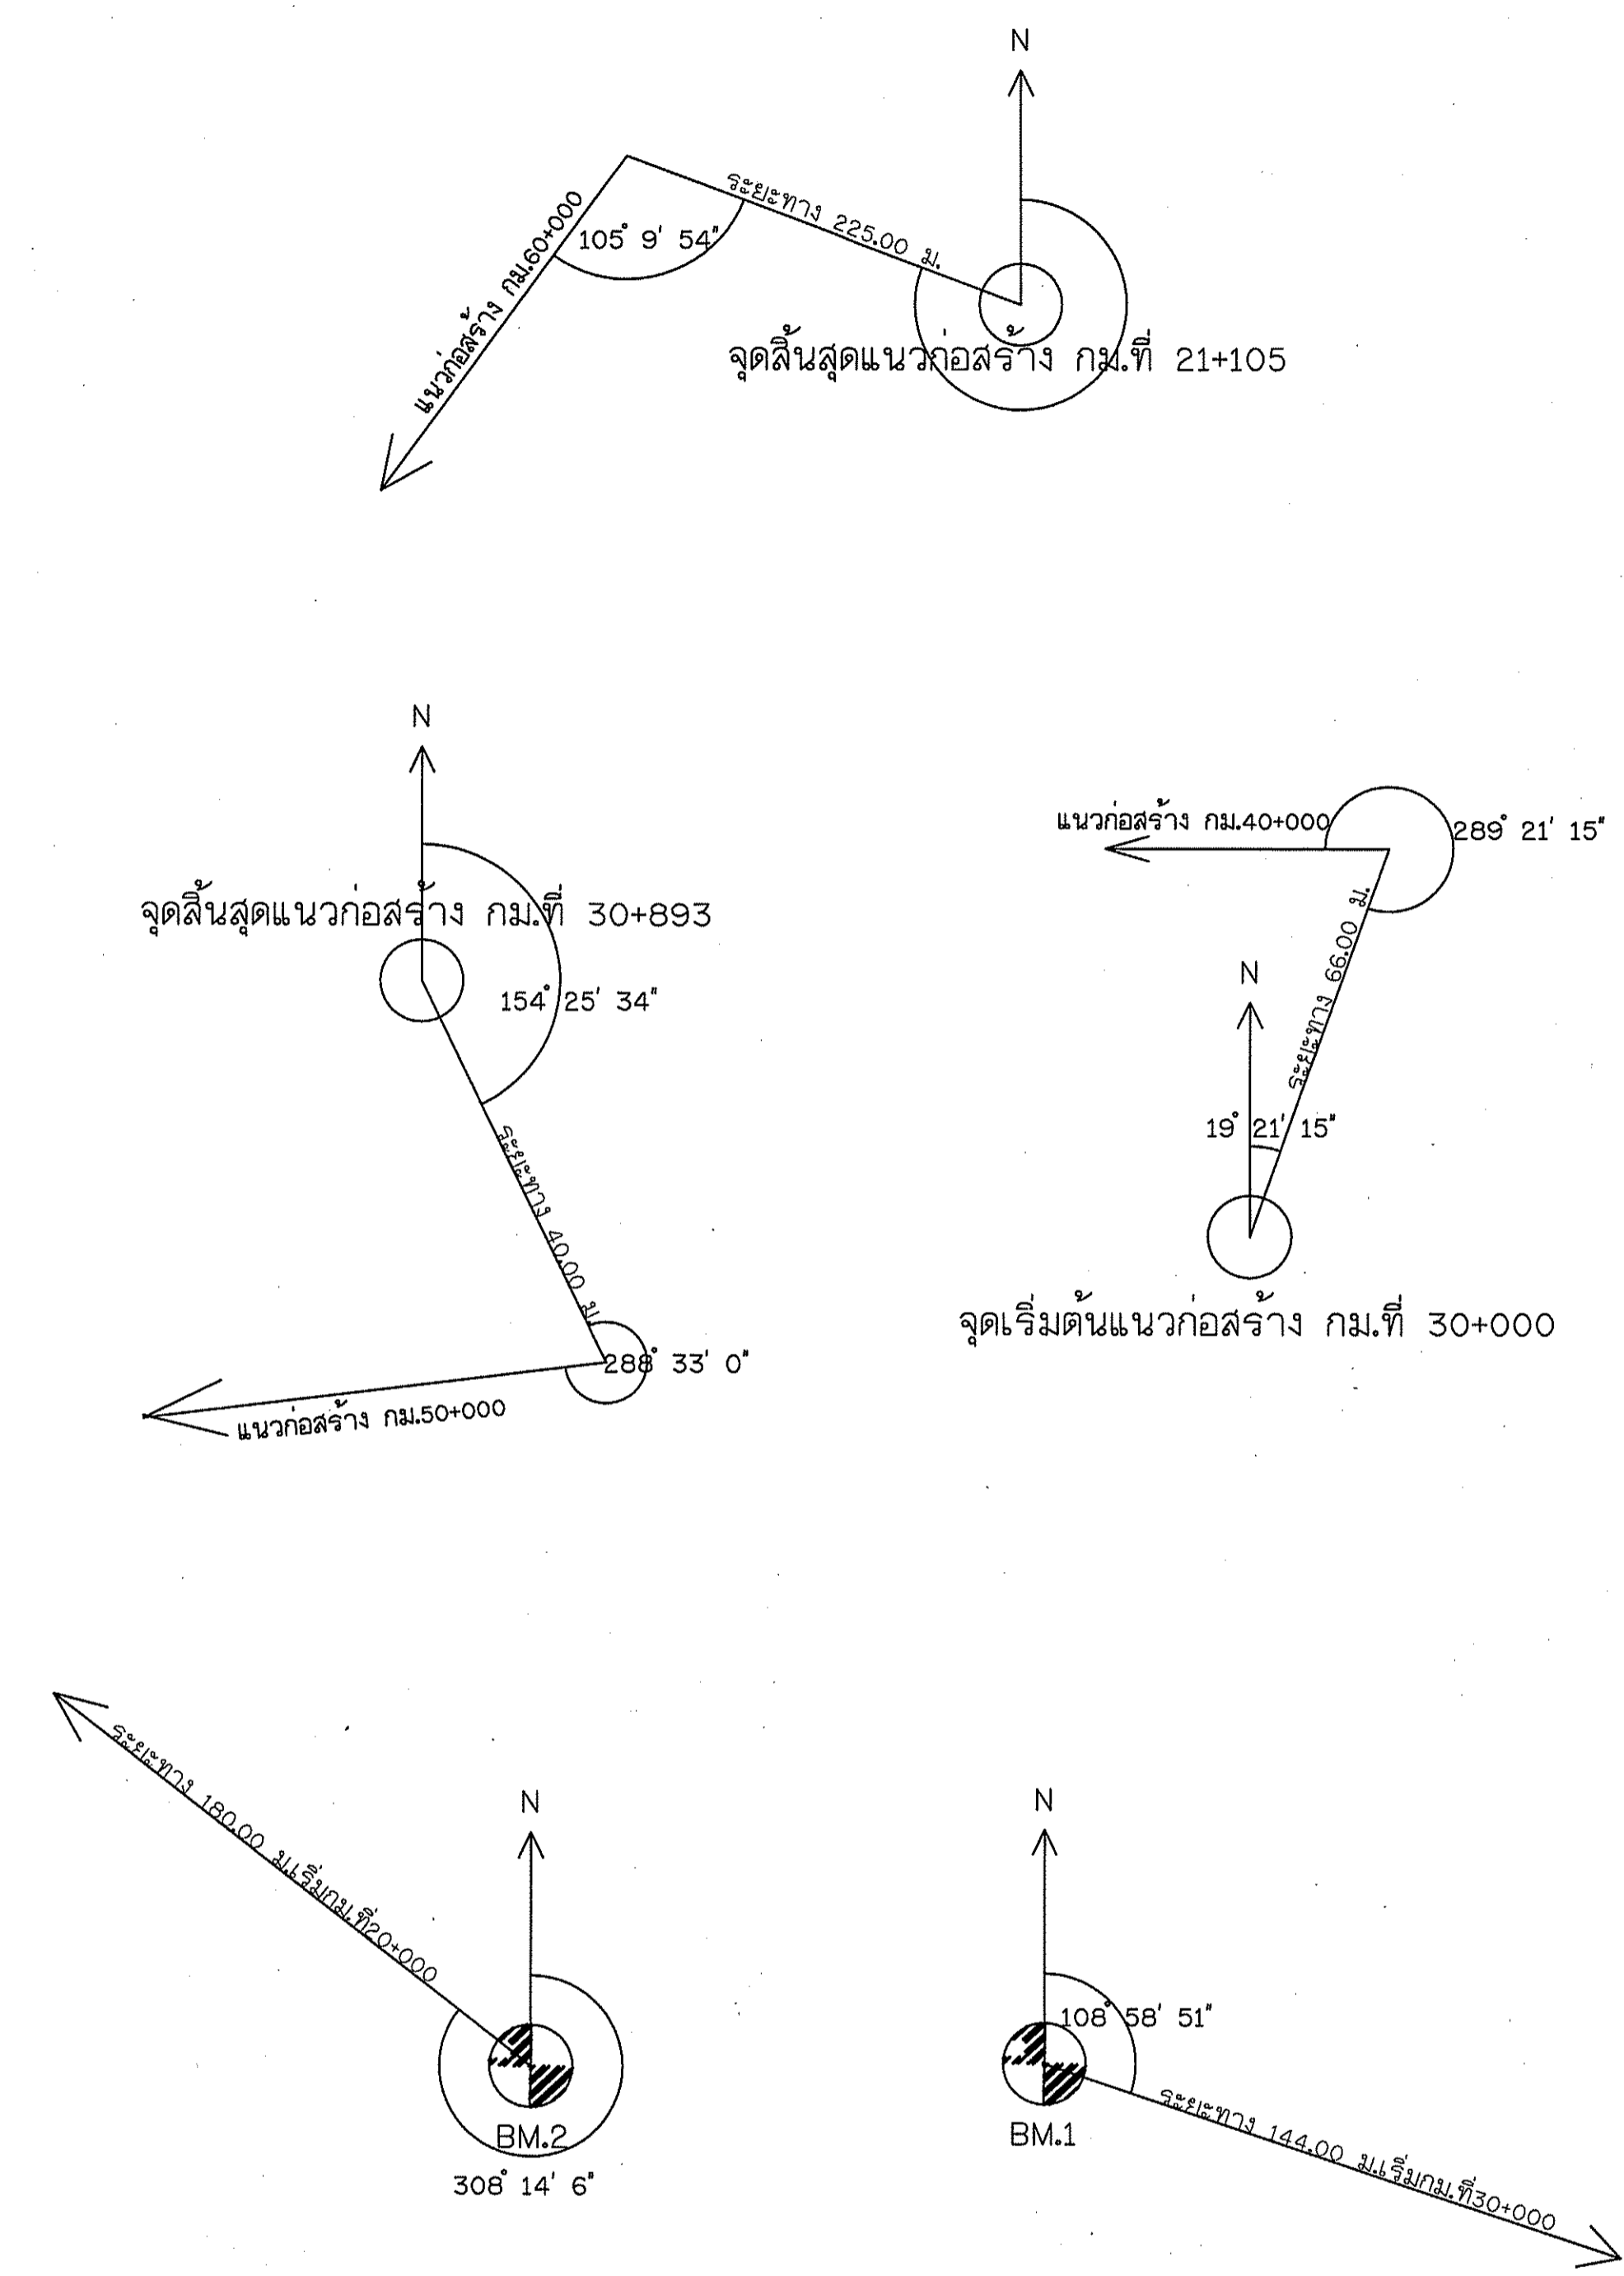 N
ระยะทาง 225.00 ม.
105° 9' 54"
แนวก่อสร้าง กม.60+000
จุดสิ้นสุดแนวก่อสร้าง กม.ที่ 21+105
N
จุดสิ้นสุดแนวก่อสร้าง กม.ที่ 30+893
154° 25' 34"
ระยะทาง 40.00 ม.
288° 33' 0"
แนวก่อสร้าง กม.50+000
แนวก่อสร้าง กม.40+000
289° 21' 15"
ระยะทาง 66.00 ม.
N
19° 21' 15"
จุดเริ่มต้นแนวก่อสร้าง กม.ที่ 30+000
ระยะทาง 180.00 ม.เริ่มกม.ที่20+000
N
BM.2
308° 14' 6"
N
108° 58' 51"
BM.1
ระยะทาง 144.00 ม.เริ่มกม.ที่30+000